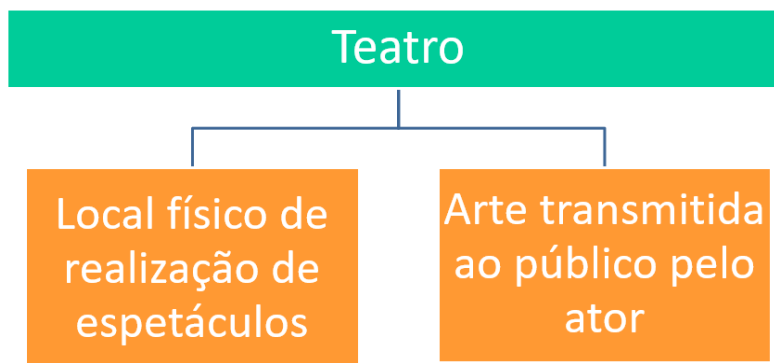 Teatro
Local físico de
realização de
espetáculos
Arte transmitida
ao público pelo
ator